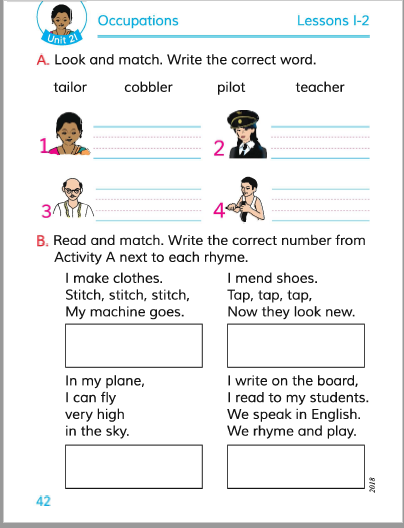 Unit 21
Occupations
Lessons 1-2
A. Look and match. Write the correct word.
tailor cobbler pilot teacher
1
2
3
4
B. Read and match. Write the correct number from
Activity A next to each rhyme.
I make clothes.
Stitch, stitch, stitch,
My machine goes.
I mend shoes.
Tap, tap, tap,
Now they look new.
In my plane,
I can fly
very high
in the sky.
I write on the board,
I read to my students.
We speak in English.
We rhyme and play.
42
2018